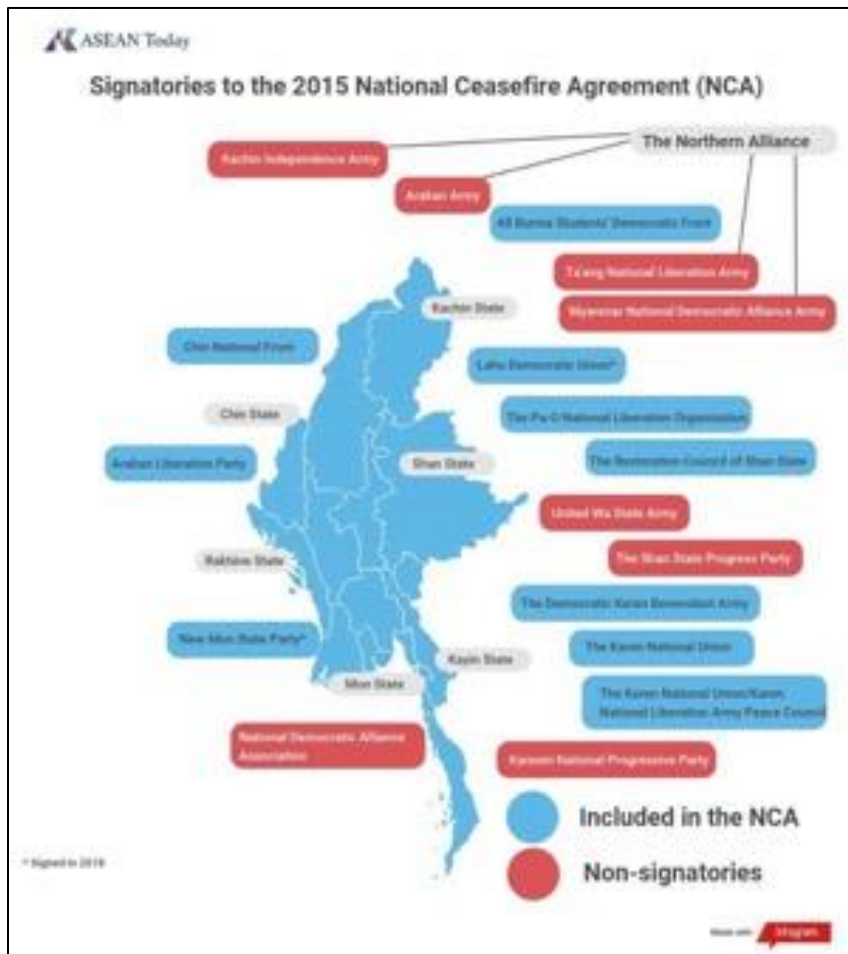 ASEAN Today
Signatories to the 2015 National Ceasefire Agreement (NCA)
The Northern Alliance
Kachin Independence Army
Arakan Army
All Burma Students' Democratic Front
Ta'ang National Liberation Army
Myanmar National Democratic Alliance Army
Kachin State
Chin National Front
Lahu Democratic Union*
Chin State
The Pa-O National Liberation Organization
Arakan Liberation Party
Shan State
The Restoration Council of Shan State
United Wa State Army
Rakhine State
The Shan State Progress Party
The Democratic Karen Benevolent Army
New Mon State Party*
The Karen National Union
Kayin State
Mon State
The Karen National Union/Karen
National Liberation Army Peace Council
National Democratic Alliance
Association
Karenni National Progressive Party
Included in the NCA
Non-signatories
* Signed in 2018
Made with
infogram